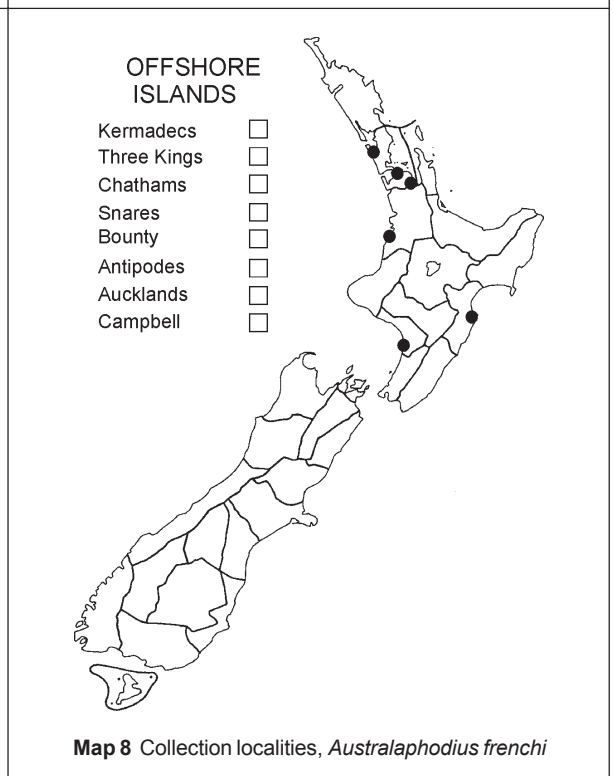 OFFSHORE
ISLANDS
Kermadecs
Three Kings
Chathams
Snares
Bounty
Antipodes
Aucklands
Campbell
Map 8 Collection localities, Australaphodius frenchi